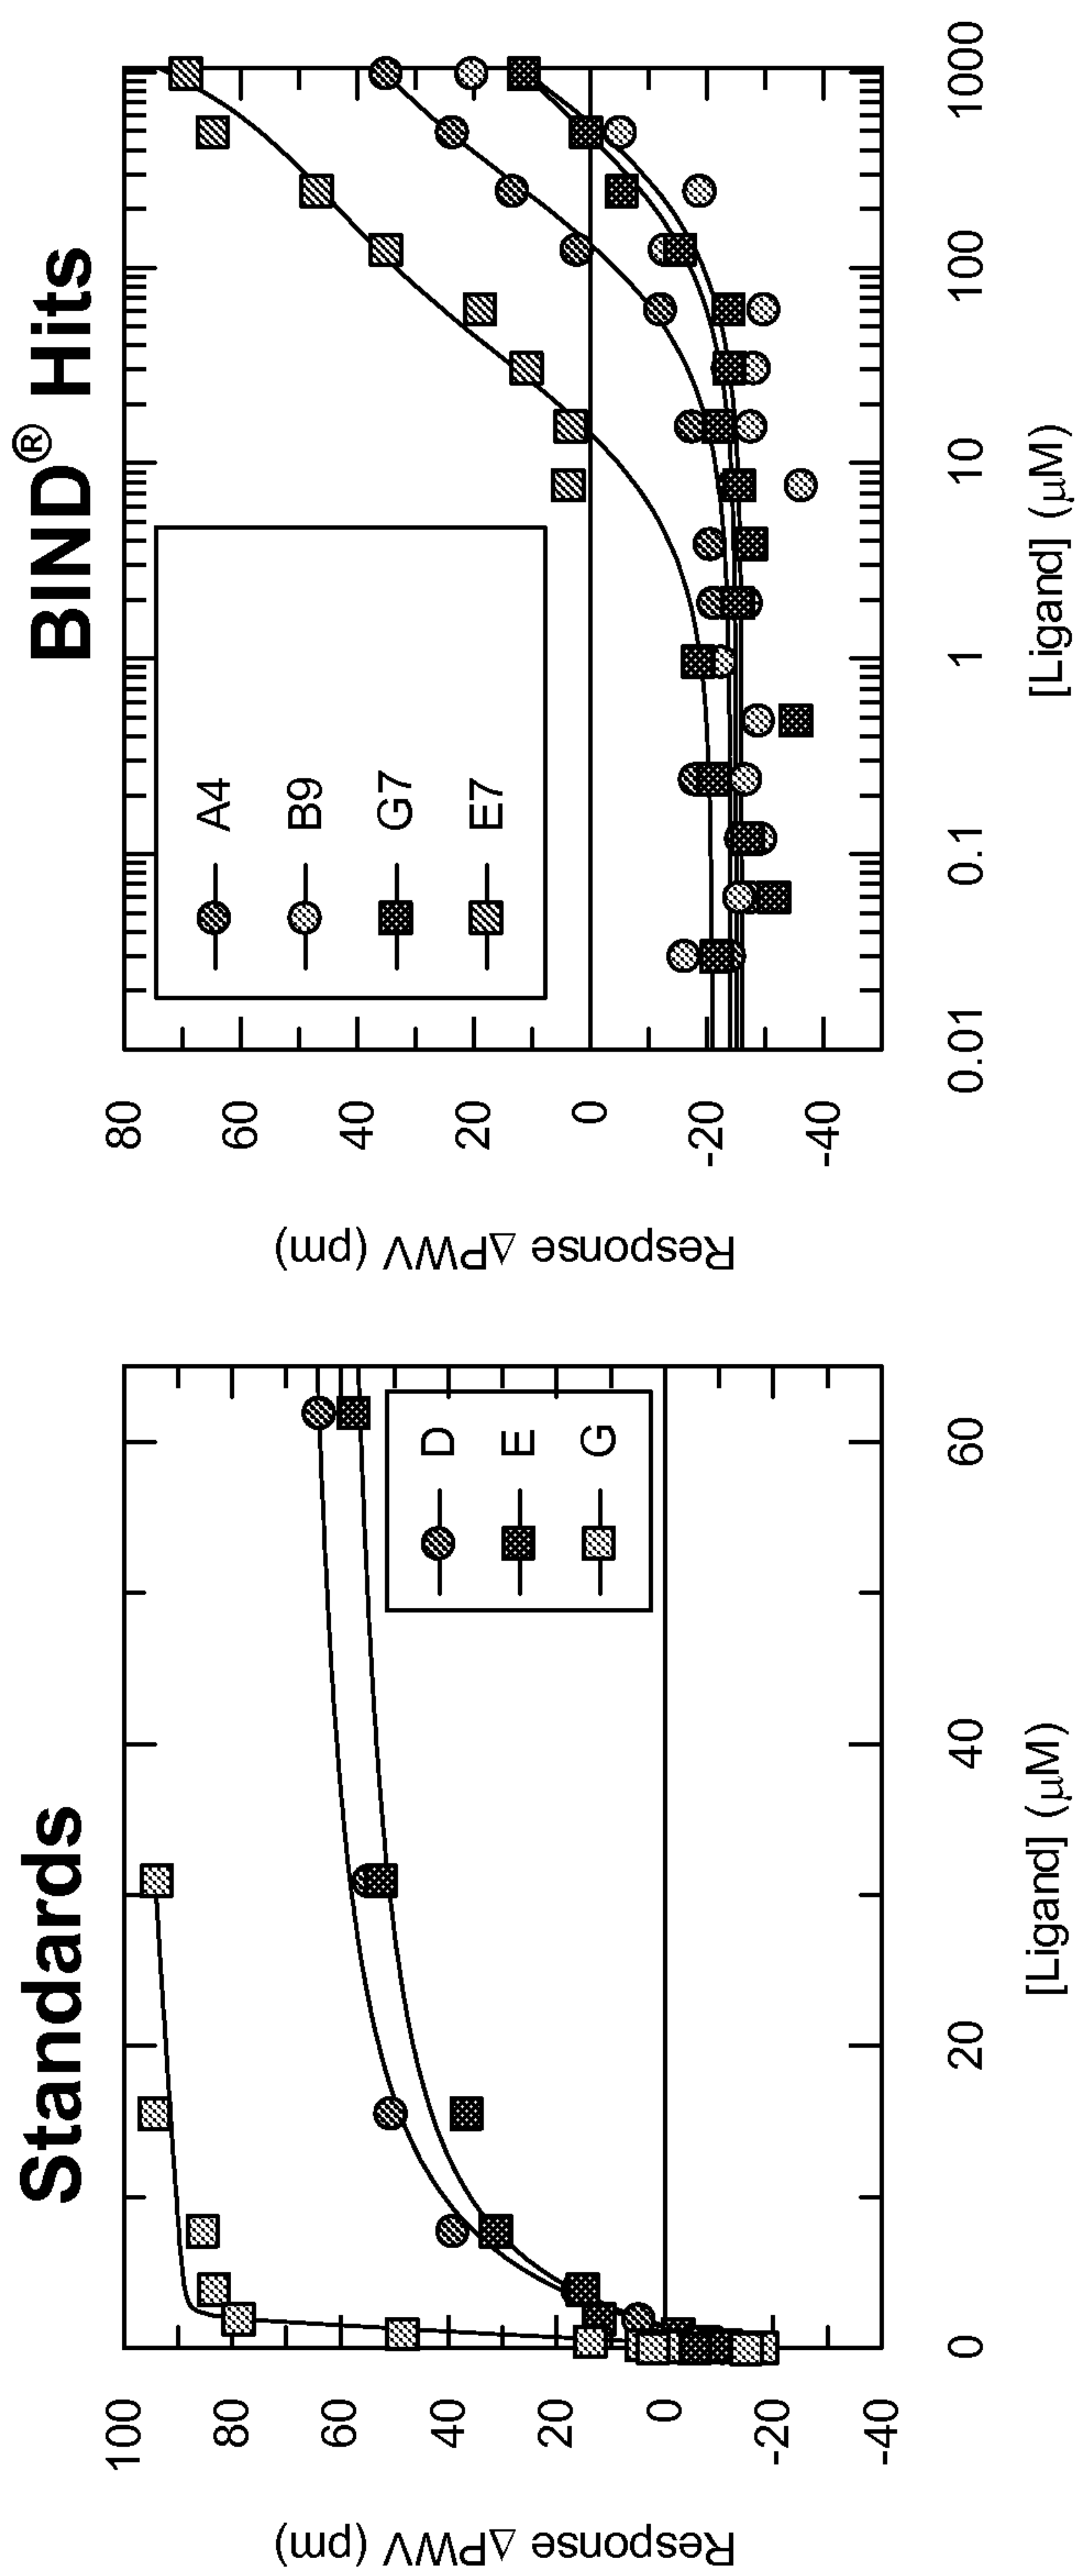 Standards
Response ΔPWV (pm)
100
80
60
40
20
0
-20
-40
D
E
G
0
20
40
60
[Ligand] (μM)
BIND® Hits
Response ΔPWV (pm)
80
60
40
20
0
-20
-40
A4
B9
G7
E7
0.01
0.1
1
10
100
1000
[Ligand] (μM)